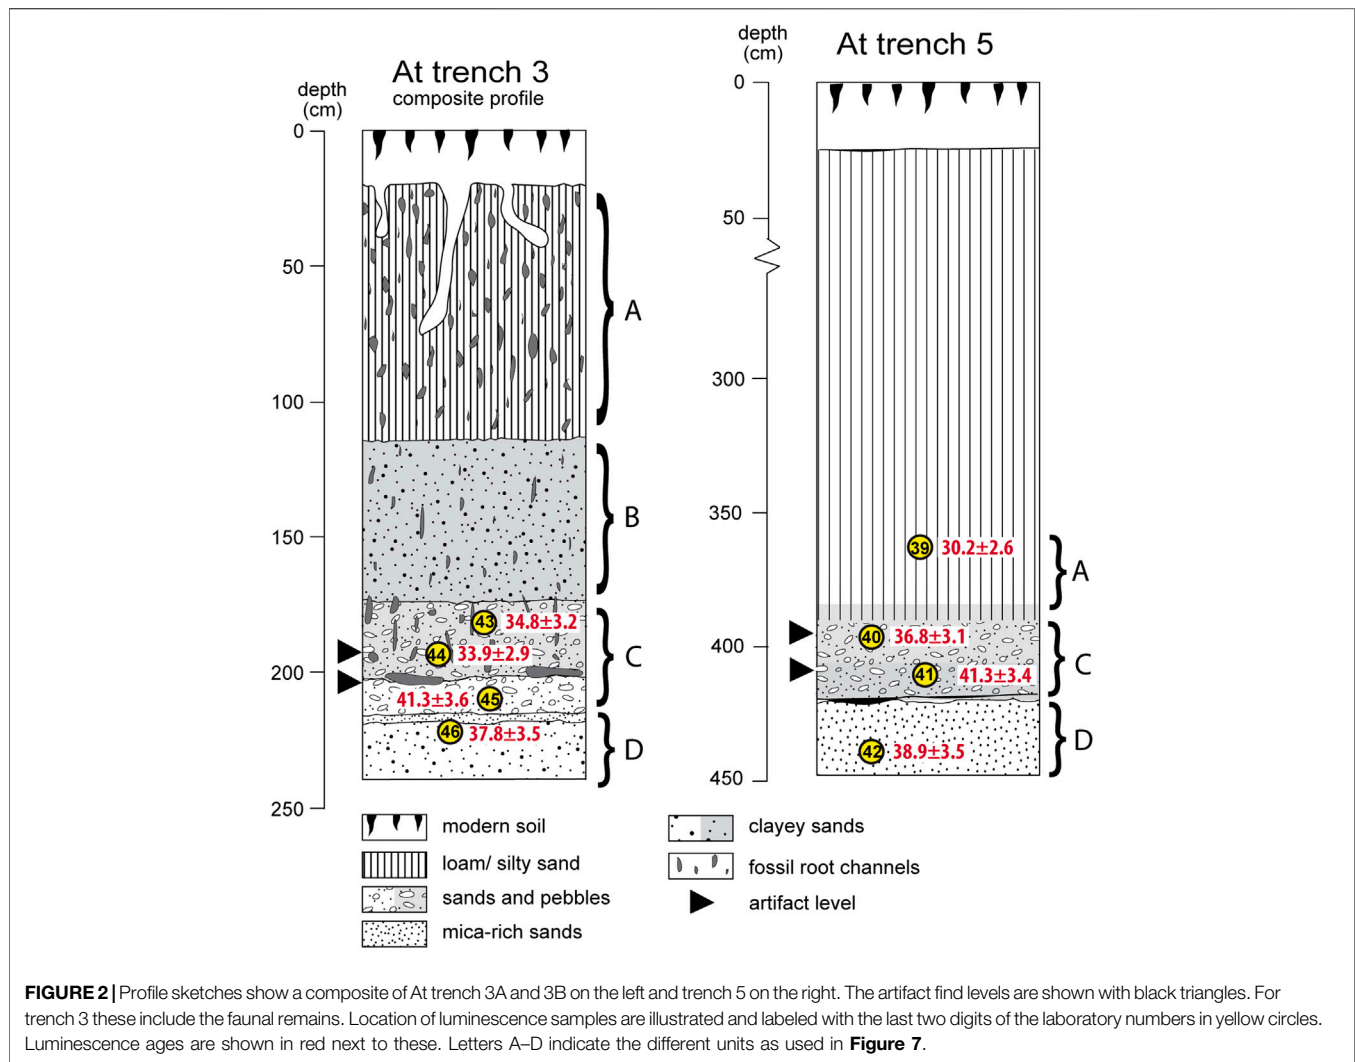 At trench 3
composite profile
depth
(cm)
0
50
100
150
200
250
A
B
C
D
43 34.8±3.2
44 33.9±2.9
41.3±3.6 45
46 37.8±3.5
At trench 5
depth
(cm)
0
50
300
350
400
450
39 30.2±2.6
40 36.8±3.1
41 41.3±3.4
42 38.9±3.5
A
C
D
modern soil
loam/ silty sand
sands and pebbles
mica-rich sands
clayey sands
fossil root channels
artifact level
FIGURE 2 | Profile sketches show a composite of At trench 3A and 3B on the left and trench 5 on the right. The artifact find levels are shown with black triangles. For
trench 3 these include the faunal remains. Location of luminescence samples are illustrated and labeled with the last two digits of the laboratory numbers in yellow circles.
Luminescence ages are shown in red next to these. Letters A–D indicate the different units as used in Figure 7.